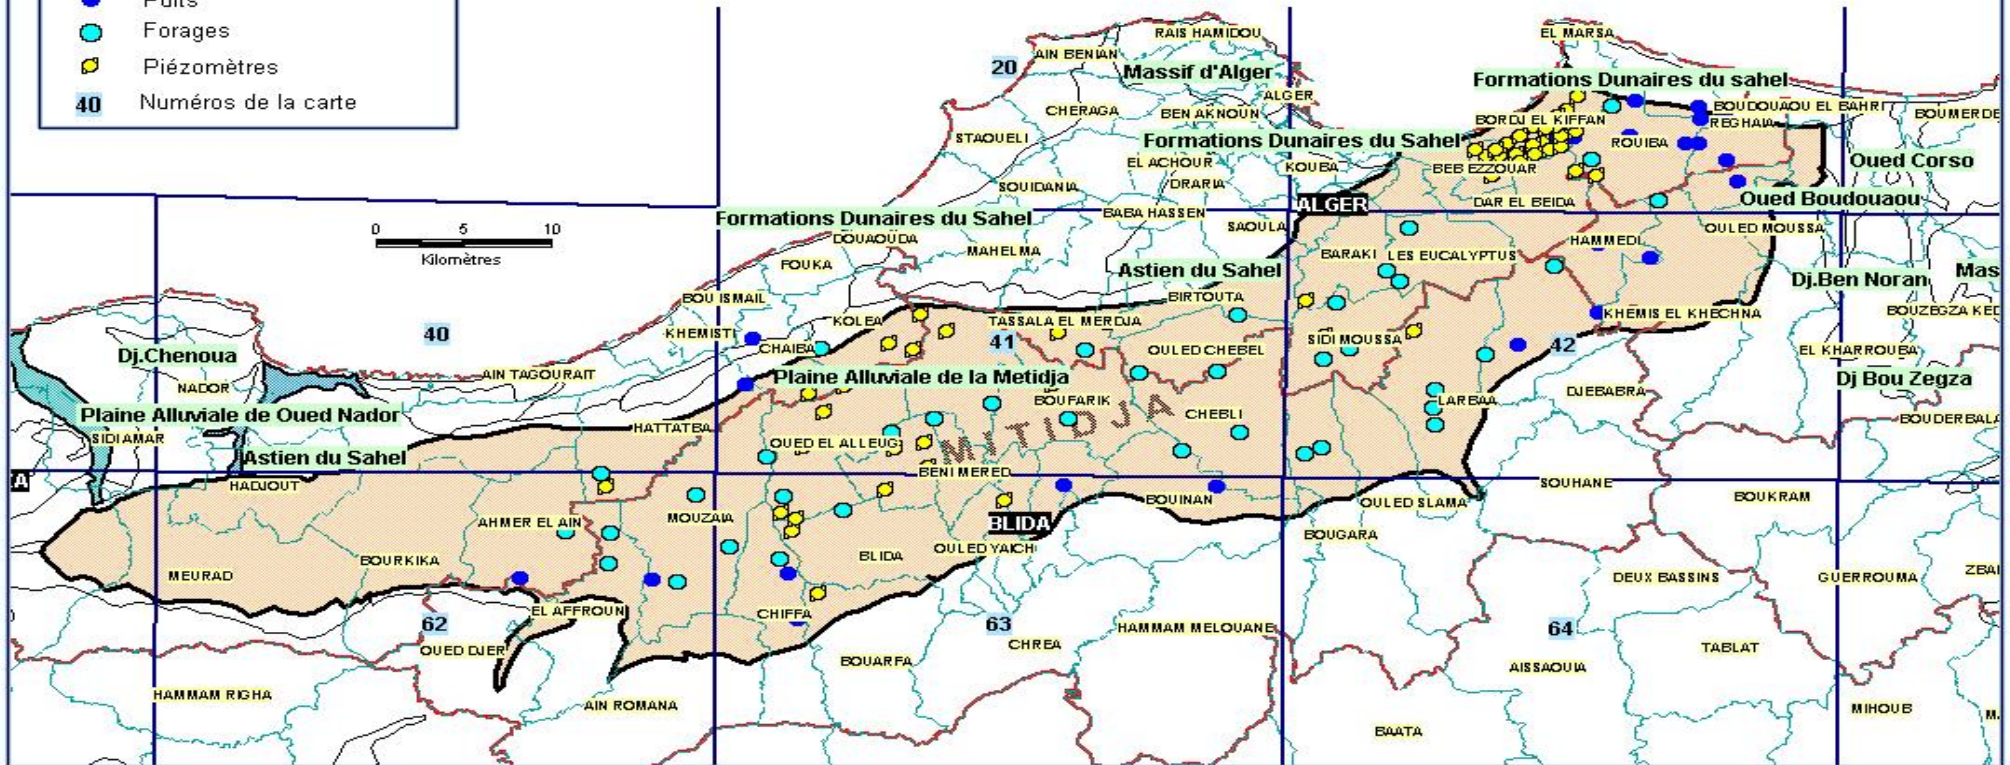 Puits
Forages
Piézomètres
40 Numéros de la carte
EL MARSA
RAIS HAMIDOU
AIN BENIAN
20
Massif d'Alger
Formations Dunaires du sahel
ALGER
CHERAGA
BEN AKNOUN
BORDJ EL KIFFAN
BOUDOUAOU EL BAHRI
REGHAIA
STAOUELI
Formations Dunaires du Sahel
ROUIBA
EL ACHOUR
KOUBA
BEB EZZOUAR
Oued Corso
SOUIDANIA
DRARIA
ALGER
DAR EL BEIDA
Oued Boudouaou
Formations Dunaires du Sahel
BABA HASSEN
SAOULA
OULED MOUSSA
0 5 10
Kilomètres
DOUAOUDA
MAHELMA
HAMMEDI
FOUKA
BARAKI
LES EUCALYPTUS
Astien du Sahel
Dj.Ben Noran
BOU ISMAIL
BIRTOUTA
KHEMISTI
KOLEA
TASSALA EL MERDJA
KHEMIS EL KHECHNA
40
41
SIDI MOUSSA
42
Dj.Chenoua
CHAIBA
OULED CHEBEL
EL KHARROUBA
NADOR
AIN TAGOURAIT
Plaine Alluviale de la Metidja
Dj Bou Zegza
BOUFARIK
DJEBABRA
LARBAA
Plaine Alluviale de Oued Nador
CHEBLI
MITIDJA
HATTATBA
SIDI AMAR
OUED EL ALLEUG
Astien du Sahel
BENI MERED
HADJOUT
SOUHANE
BOUKRAM
BOUINAN
OULED SLAMA
AHMER EL AIN
MOUZAIA
BLIDA
BOUGARA
BOURKIKA
BLIDA
OULED YAICH
MEURAD
DEUX BASSINS
GUERROUMA
EL AFFROUN
CHIFFA
62
63
HAMMAM MELOUANE
64
OUED DJER
CHREA
BOUARFA
AISSAOUIA
TABLAT
HAMMAM RIGHA
AIN ROMANA
BAATA
MIHOUB